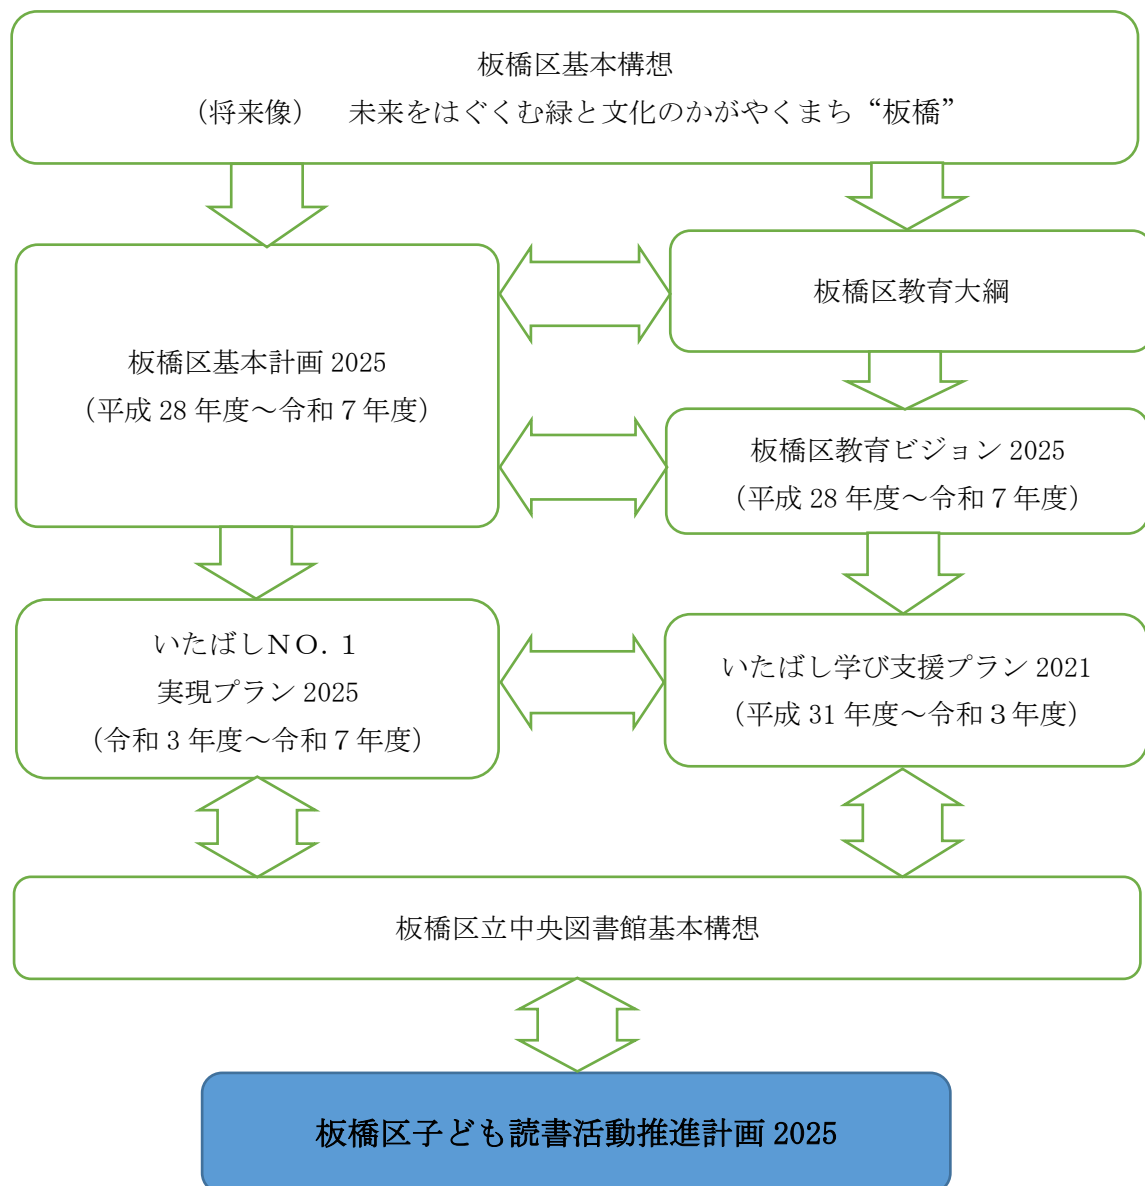 板橋区基本構想
(将来像) 未来をはぐくむ緑と文化のかがやくまち“板橋”
板橋区教育大綱
板橋区基本計画 2025
(平成 28 年度~令和7年度)
板橋区教育ビジョン 2025
(平成 28 年度~令和7年度)
いたばしNO.1
実現プラン 2025
(令和 3 年度~令和7年度)
いたばし学び支援プラン 2021
(平成 31 年度~令和3年度)
板橋区立中央図書館基本構想
板橋区子ども読書活動推進計画 2025